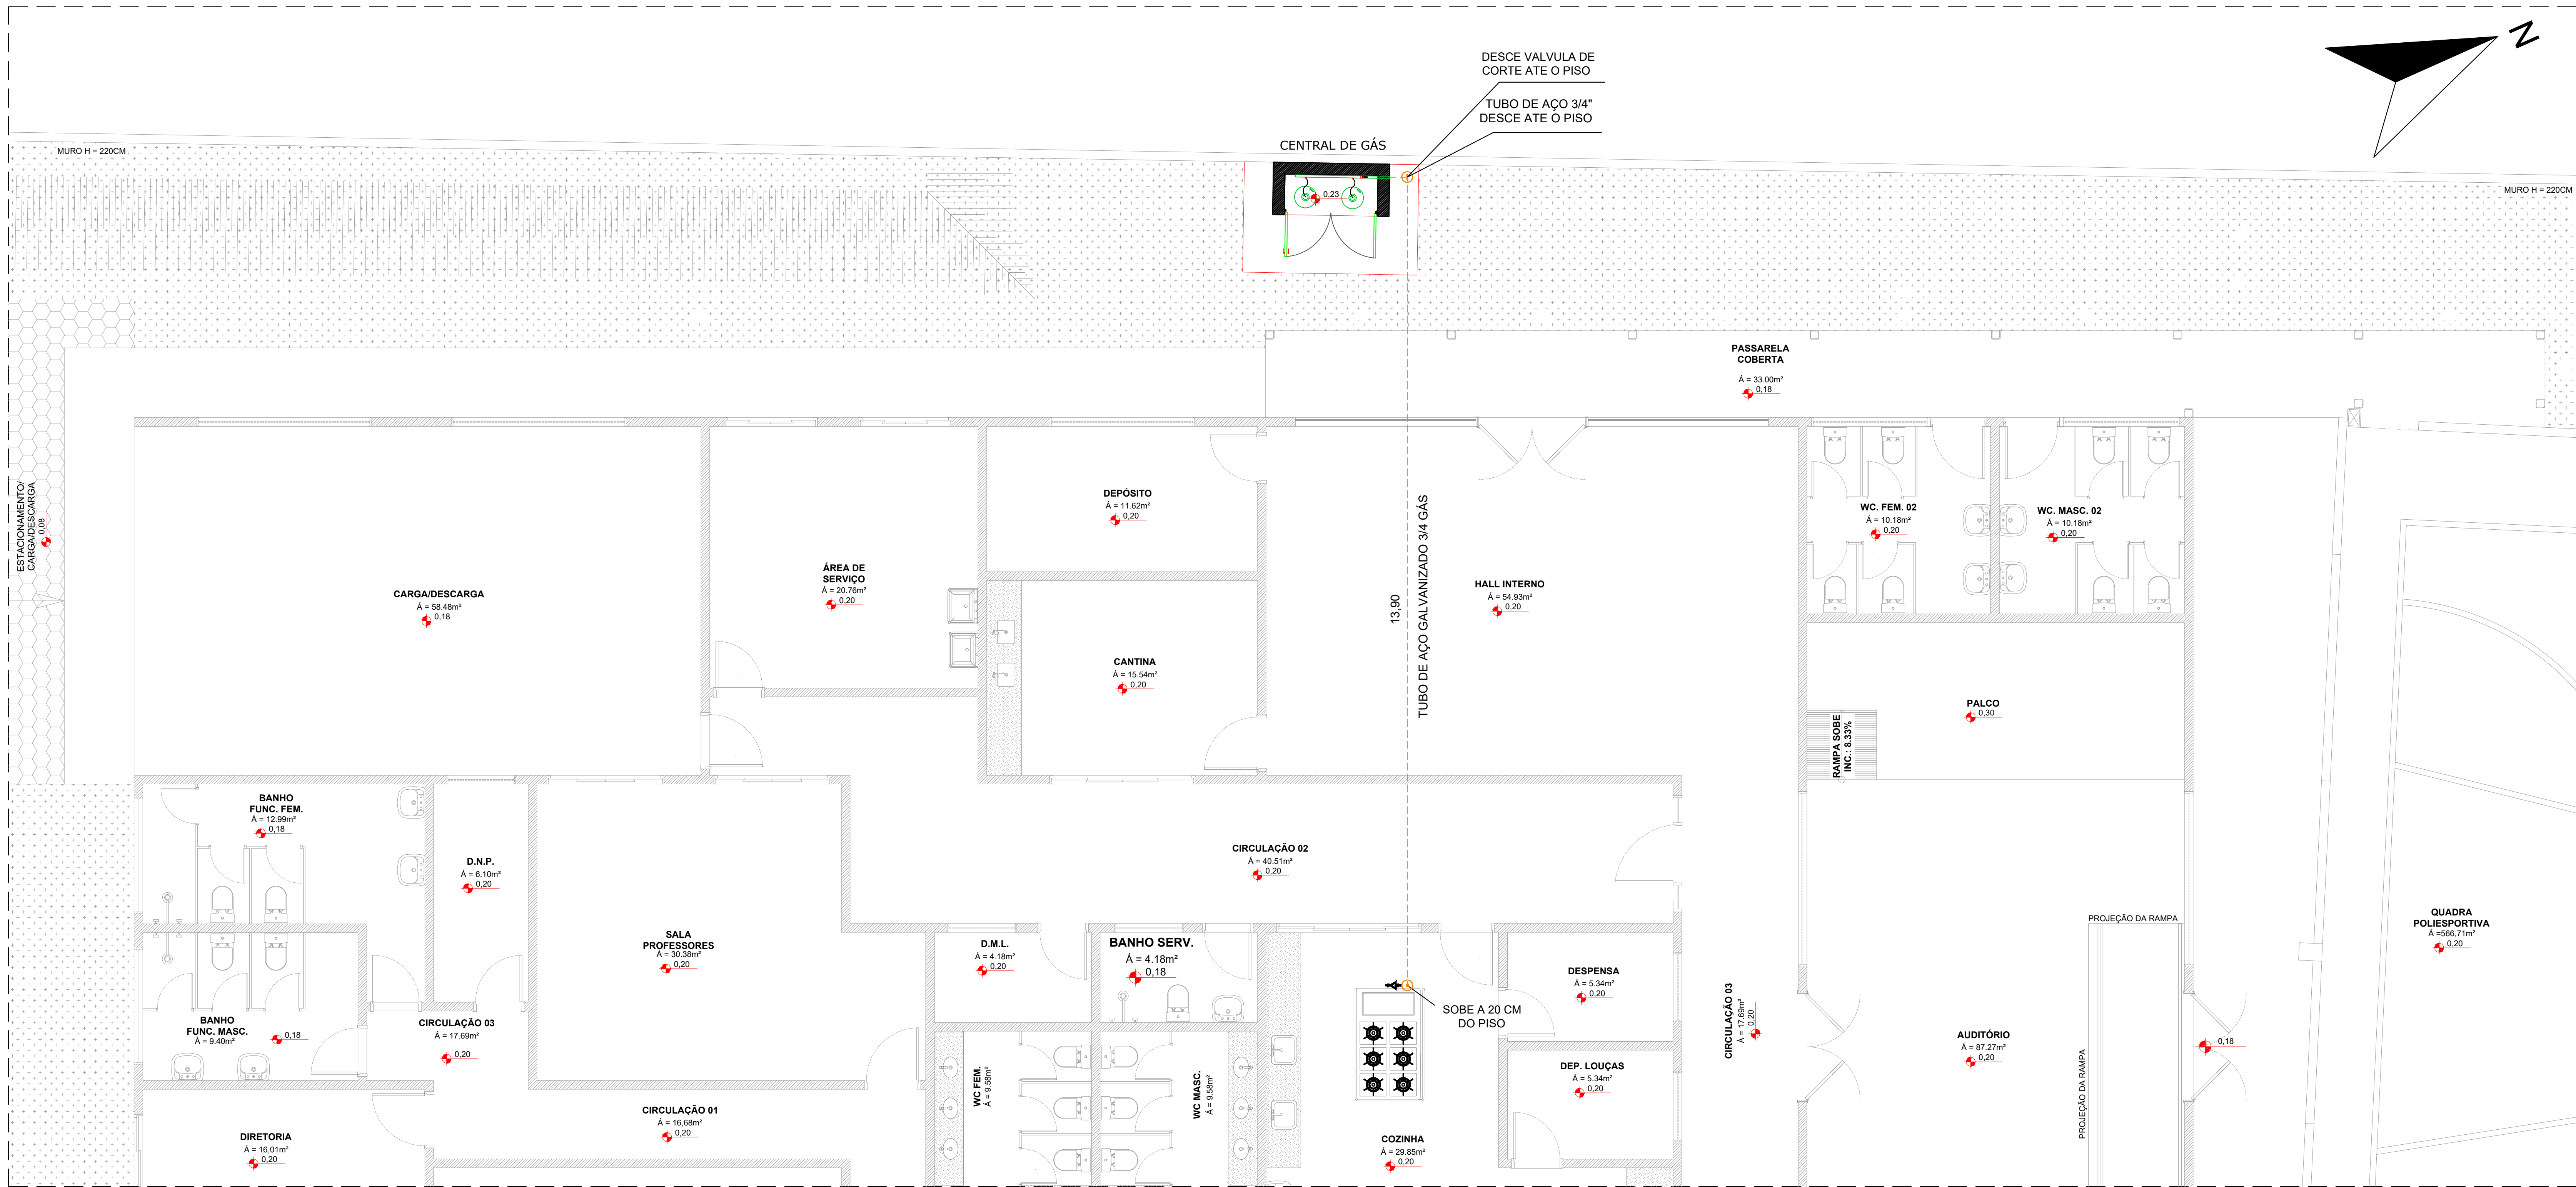 N
DESCE VALVULA DE
CORTE ATE O PISO
TUBO DE AÇO 3/4"
DESCE ATE O PISO
CENTRAL DE GÁS
MURO H = 220CM
MURO H = 220CM
0,23
PASSARELA
COBERTA
Á = 33.00m²
0,18
ESTACIONAMENTO/
CARGA/DESCARGA
0,08
CARGA/DESCARGA
Á = 58.48m²
0,18
ÁREA DE
SERVIÇO
Á = 20.76m²
0,20
DEPÓSITO
Á = 11.62m²
0,20
CANTINA
Á = 15.54m²
0,20
13,90
TUBO DE AÇO GALVANIZADO 3/4 GÁS
HALL INTERNO
Á = 54.93m²
0,20
WC. FEM. 02
Á = 10.18m²
0,20
WC. MASC. 02
Á = 10.18m²
0,20
PALCO
0,30
RAMPA SOBE
INC.: 8.33%
BANHO
FUNC. FEM.
Á = 12.99m²
0,18
D.N.P.
Á = 6.10m²
0,20
CIRCULAÇÃO 02
Á = 40.51m²
0,20
SALA
PROFESSORES
Á = 30.38m²
0,20
D.M.L.
Á = 4.18m²
0,20
BANHO SERV.
Á = 4.18m²
0,18
DESPENSA
Á = 5.34m²
0,20
SOBE A 20 CM
DO PISO
PROJEÇÃO DA RAMPA
QUADRA
POLIESPORTIVA
Á =566,71m²
0,20
BANHO
FUNC. MASC.
Á = 9.40m²
0,18
CIRCULAÇÃO 03
Á = 17.69m²
0,20
CIRCULAÇÃO 03
Á = 17.69m²
0,20
AUDITÓRIO
Á = 87.27m²
0,20
0,18
DEP. LOUÇAS
Á = 5.34m²
0,20
WC FEM.
Á = 9.58m²
WC MASC.
Á = 9.58m²
PROJEÇÃO DA RAMPA
CIRCULAÇÃO 01
Á = 16,68m²
0,20
DIRETORIA
Á = 16,01m²
0,20
COZINHA
Á = 29.85m²
0,20